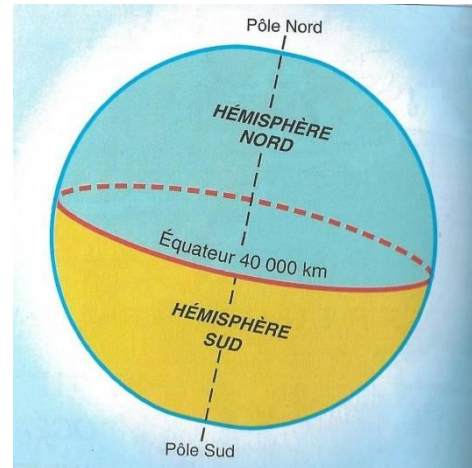 Pôle Nord
HÉMISPHÈRE
NORD
Équateur 40 000 km
HÉMISPHÈRE
SUD
Pôle Sud